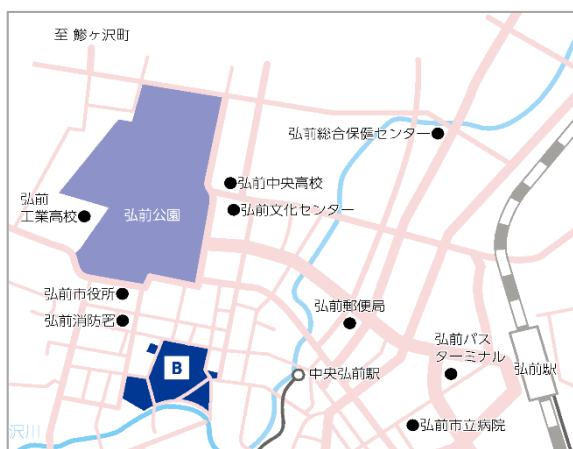 至 鰺ヶ沢町
弘前総合保健センター
弘前中央高校
弘前
工業高校
弘前公園
弘前文化センター
弘前市役所
弘前郵便局
弘前消防署
弘前バス
ターミナル
弘前駅
B
中央弘前駅
弘前市立病院
沢川